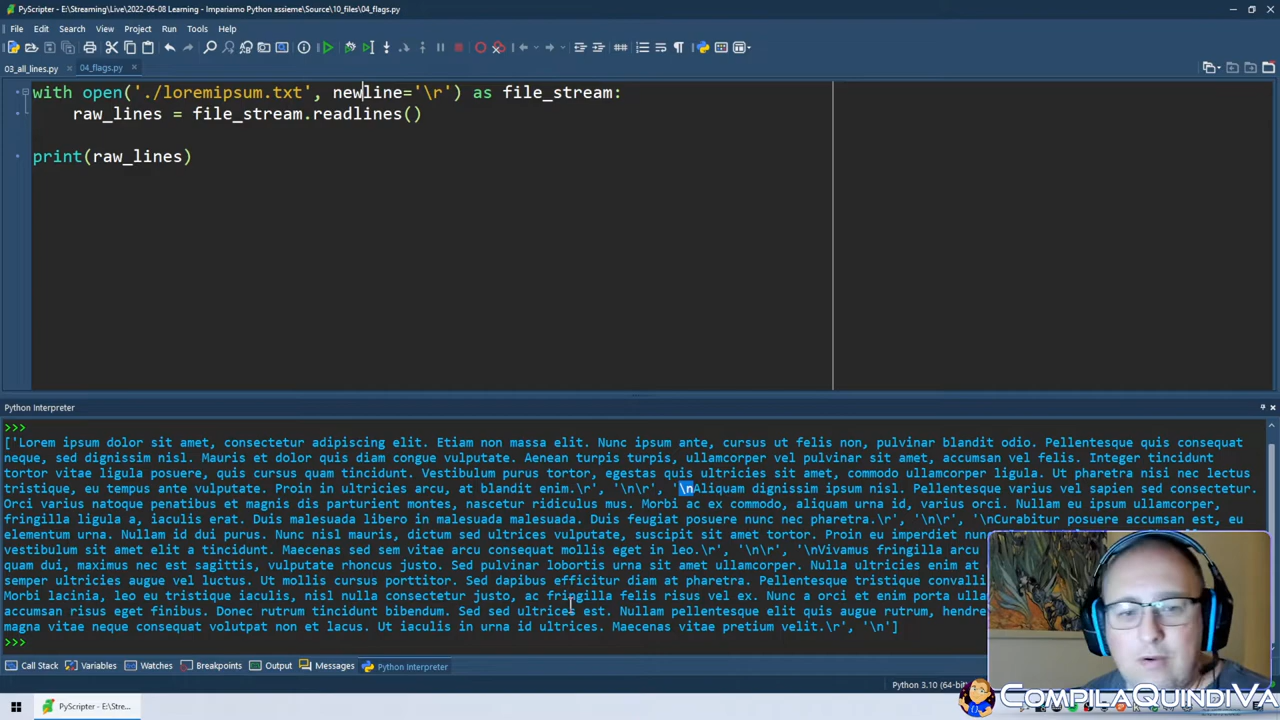 PyScripter - E:\Streaming\Live\2022-06-08 Learning - Impariamo Python assieme\Source\10_files\04_flags.py
File Edit Search View Project Run Tools Help
03_all_lines.py × 04_flags.py ×
with open('./loremipsum.txt', newline='\r') as file_stream:
raw_lines = file_stream.readlines()
print(raw_lines)
Python Interpreter
>>>
['Lorem ipsum dolor sit amet, consectetur adipiscing elit. Etiam non massa elit. Nunc ipsum ante, cursus ut felis non, pulvinar blandit odio. Pellentesque quis consequat
neque, sed dignissim nisl. Mauris et dolor quis diam congue vulputate. Aenean turpis turpis, ullamcorper vel pulvinar sit amet, accumsan vel felis. Integer tincidunt
tortor vitae ligula posuere, quis cursus quam tincidunt. Vestibulum purus tortor, egestas quis ultricies sit amet, commodo ullamcorper ligula. Ut pharetra nisi nec lectus
tristique, eu tempus ante vulputate. Proin in ultricies arcu, at blandit enim.\r', '\n\r', '\nAliquam dignissim ipsum nisl. Pellentesque varius vel sapien sed consectetur.
Orci varius natoque penatibus et magnis dis parturient montes, nascetur ridiculus mus. Morbi ac ex commodo, aliquam urna id, varius orci. Nullam eu ipsum ullamcorper,
fringilla ligula a, iaculis erat. Duis malesuada libero in malesuada malesuada. Duis feugiat posuere nunc nec pharetra.\r', '\n\r', '\nCurabitur posuere accumsan est, eu
elementum urna. Nullam id dui purus. Nunc nisl mauris, dictum sed ultrices vulputate, suscipit sit amet tortor. Proin eu imperdiet nunc
vestibulum sit amet elit a tincidunt. Maecenas sed sem vitae arcu consequat mollis eget in leo.\r', '\n\r', '\nVivamus fringilla arcu
quam dui, maximus nec est sagittis, vulputate rhoncus justo. Sed pulvinar lobortis urna sit amet ullamcorper. Nulla ultricies enim at
semper ultricies augue vel luctus. Ut mollis cursus porttitor. Sed dapibus efficitur diam at pharetra. Pellentesque tristique convalli
Morbi lacinia, leo eu tristique iaculis, nisl nulla consectetur justo, ac fringilla felis risus vel ex. Nunc a orci et enim porta ulla
accumsan risus eget finibus. Donec rutrum tincidunt bibendum. Sed sed ultrices est. Nullam pellentesque elit quis augue rutrum, hendre
magna vitae neque consequat volutpat non et lacus. Ut iaculis in urna id ultrices. Maecenas vitae pretium velit.\r', '\n']
>>>
Call Stack Variables Watches Breakpoints Output Messages Python Interpreter
Python 3.10 (64-bit)
COMPILAQUINDIVA
PyScripter - E:\Stre...